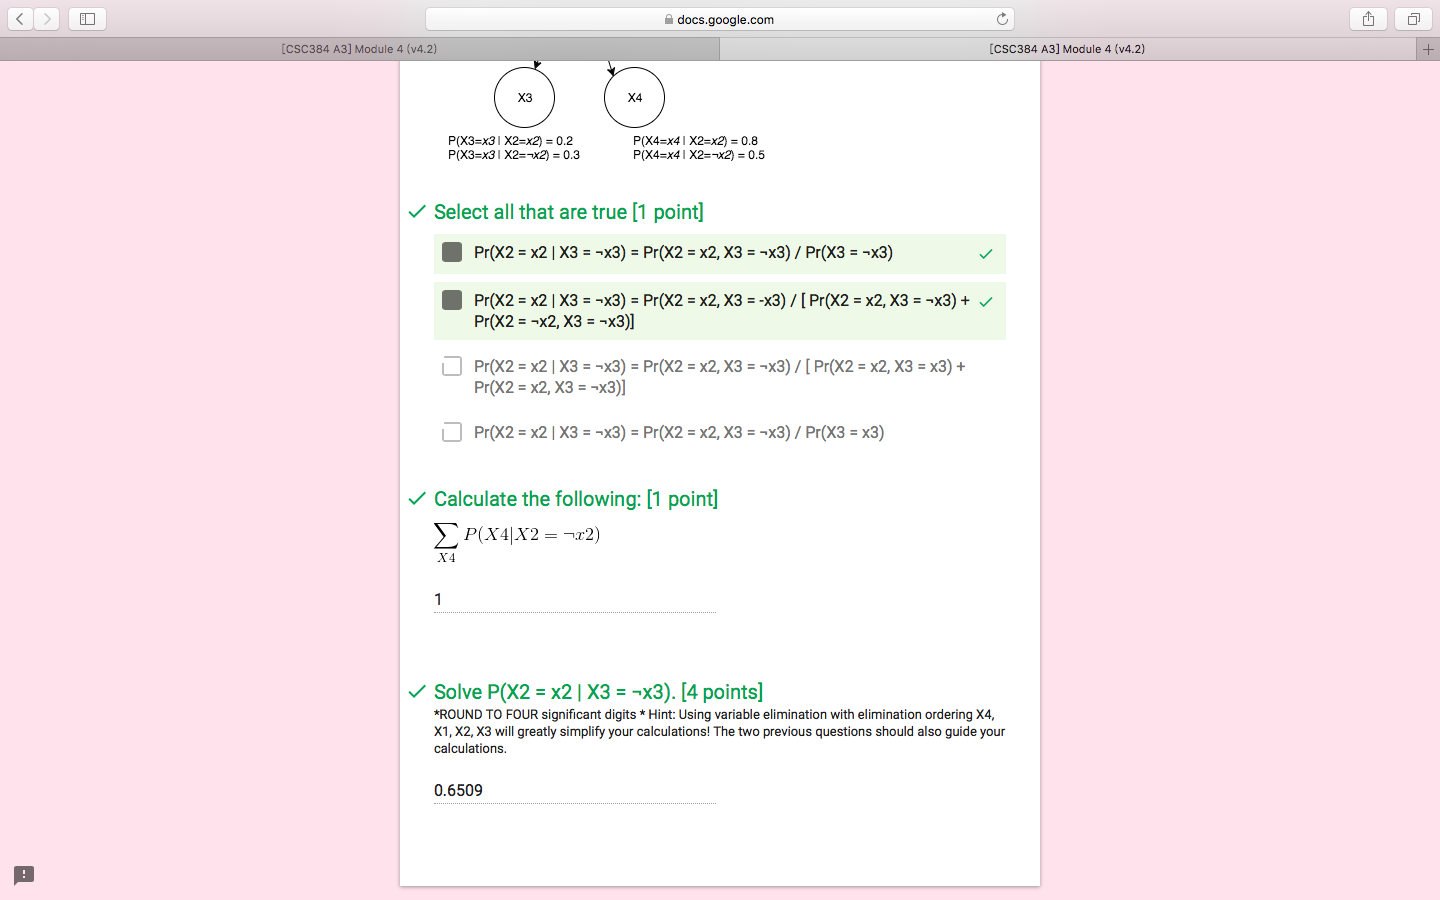 docs.google.com
[CSC384 A3] Module 4 (v4.2)
[CSC384 A3] Module 4 (v4.2)
X3
X4
P(X3=x3 | X2=x2) = 0.2
P(X3=x3 | X2=¬x2) = 0.3
P(X4=x4 | X2=x2) = 0.8
P(X4=x4 | X2=¬x2) = 0.5
Select all that are true [1 point]
Pr(X2 = x2 | X3 = ¬x3) = Pr(X2 = x2, X3 = ¬x3) / Pr(X3 = ¬x3)
Pr(X2 = x2 | X3 = ¬x3) = Pr(X2 = x2, X3 = -x3) / [ Pr(X2 = x2, X3 = ¬x3) +
Pr(X2 = ¬x2, X3 = ¬x3)]
Pr(X2 = x2 | X3 = ¬x3) = Pr(X2 = x2, X3 = ¬x3) / [ Pr(X2 = x2, X3 = x3) +
Pr(X2 = x2, X3 = ¬x3)]
Pr(X2 = x2 | X3 = ¬x3) = Pr(X2 = x2, X3 = ¬x3) / Pr(X3 = x3)
Calculate the following: [1 point]
∑ P(X4|X2 = ¬x2)
X4
1
Solve P(X2 = x2 | X3 = ¬x3). [4 points]
*ROUND TO FOUR significant digits * Hint: Using variable elimination with elimination ordering X4,
X1, X2, X3 will greatly simplify your calculations! The two previous questions should also guide your
calculations.
0.6509